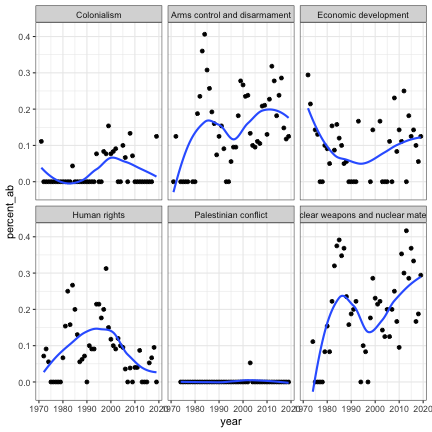 Colonialism
Arms control and disarmament
Economic development
0.4
0.3
0.2
0.1
0.0
Human rights
Palestinian conflict
clear weapons and nuclear mate
0.4
0.3
0.2
0.1
0.0
percent_ab
1970 1980 1990 2000 2010 2020
1970 1980 1990 2000 2010 2020
1970 1980 1990 2000 2010 2020
year